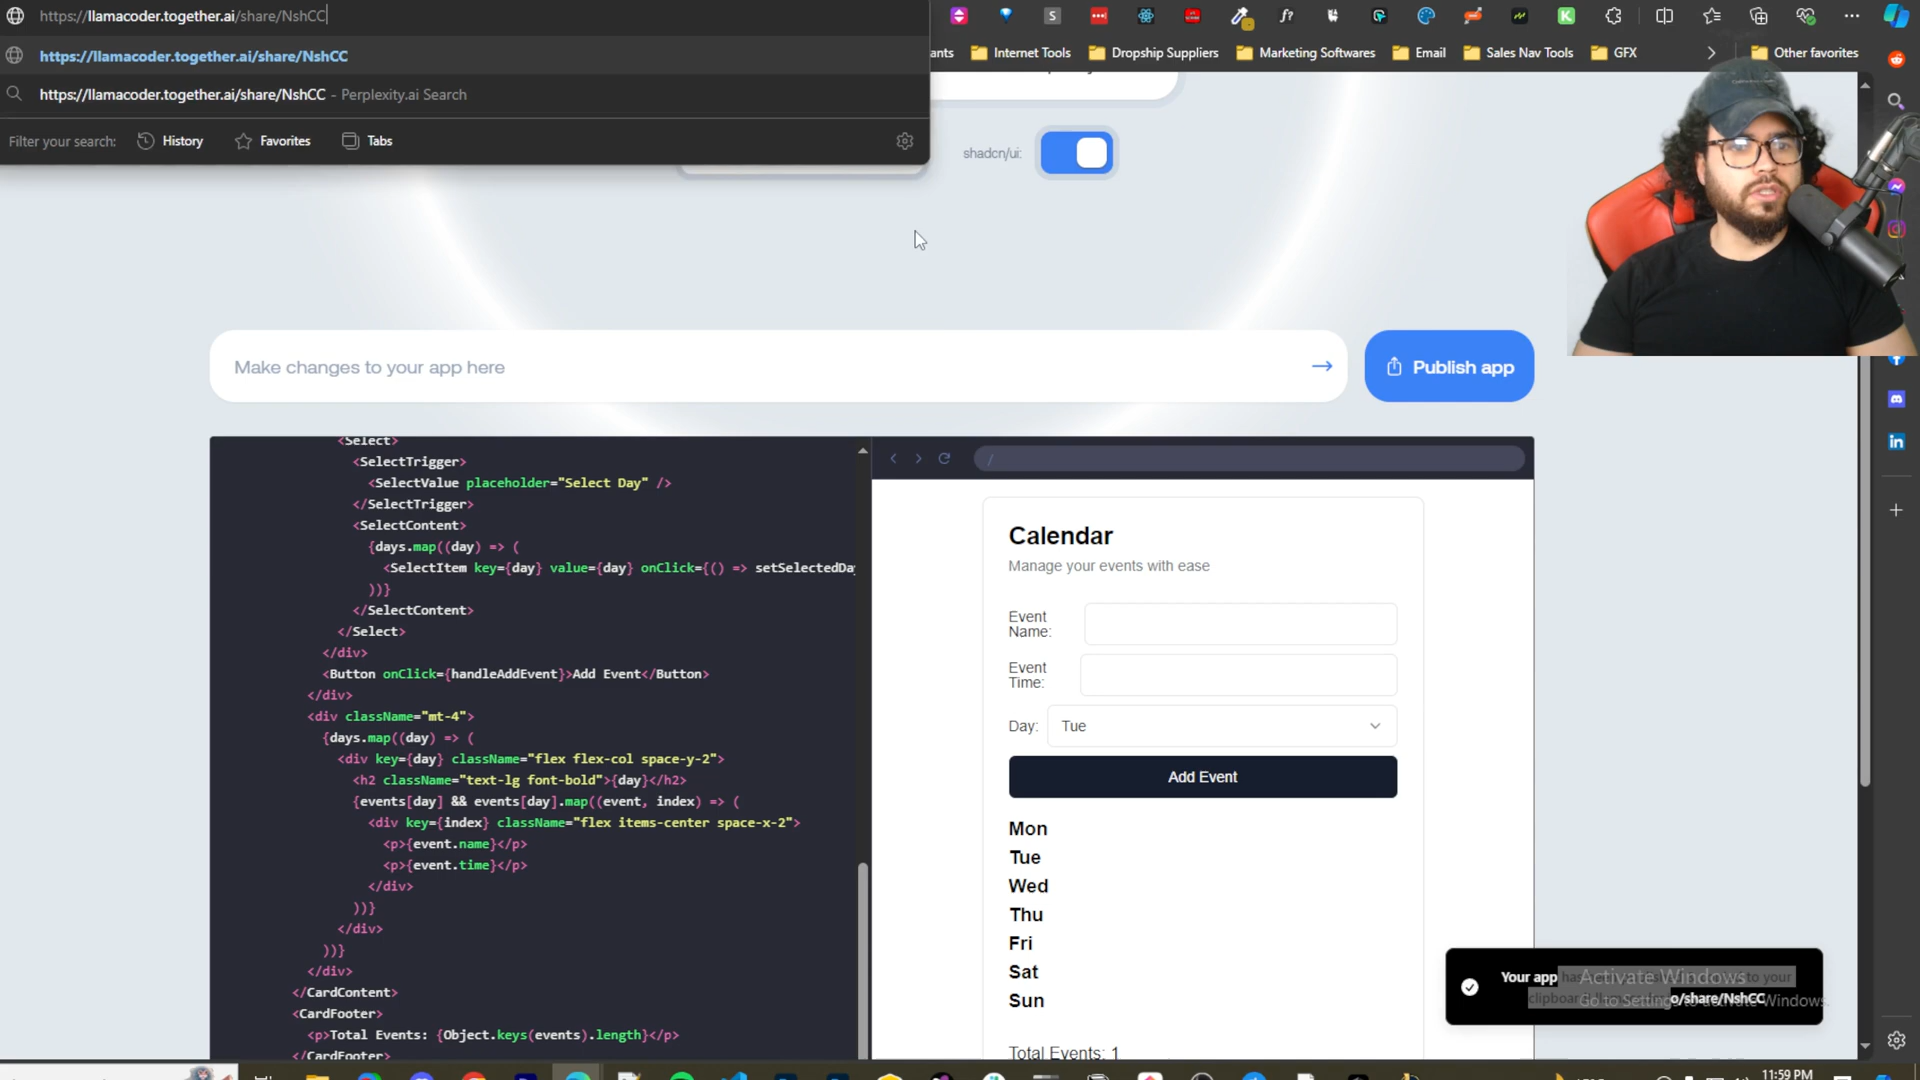 https://llamacoder.together.ai/share/NshCC
https://llamacoder.together.ai/share/NshCC
https://llamacoder.together.ai/share/NshCC - Perplexity.ai Search
Filter your search: History Favorites Tabs
ants Internet Tools Dropship Suppliers Marketing Softwares Email Sales Nav Tools GFX Other favorites
shadcn/ui:
Make changes to your app here
Publish app
<Select>
<SelectTrigger>
<SelectValue placeholder="Select Day" />
</SelectTrigger>
<SelectContent>
{days.map((day) => (
<SelectItem key={day} value={day} onClick={() => setSelectedDay
))}
</SelectContent>
</Select>
</div>
<Button onClick={handleAddEvent}>Add Event</Button>
</div>
<div className="mt-4">
{days.map((day) => (
<div key={day} className="flex flex-col space-y-2">
<h2 className="text-lg font-bold">{day}</h2>
{events[day] && events[day].map((event, index) => (
<div key={index} className="flex items-center space-x-2">
<p>{event.name}</p>
<p>{event.time}</p>
</div>
))}
</div>
))}
</div>
</CardContent>
<CardFooter>
<p>Total Events: {Object.keys(events).length}</p>
</CardFooter>
/
Calendar
Manage your events with ease
Event
Name:
Event
Time:
Day: Tue
Add Event
Mon
Tue
Wed
Thu
Fri
Sat
Sun
Total Events: 1
Your app
o/share/NshCC
Activate Windows
Go to Settings to activate Windows.
11:59 PM